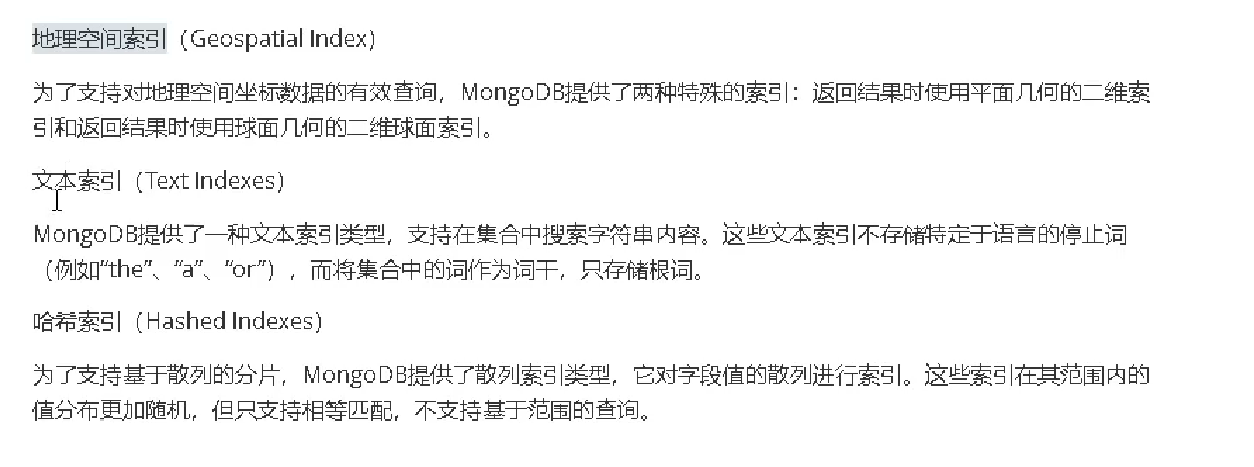 地理空间索引（Geospatial Index）
为了支持对地理空间坐标数据的有效查询，MongoDB提供了两种特殊的索引：返回结果时使用平面几何的二维索
引和返回结果时使用球面几何的二维球面索引。
文本索引（Text Indexes）
MongoDB提供了一种文本索引类型，支持在集合中搜索字符串内容。这些文本索引不存储特定于语言的停止词
（例如“the”、“a”、“or”），而将集合中的词作为词干，只存储根词。
哈希索引（Hashed Indexes）
为了支持基于散列的分片，MongoDB提供了散列索引类型，它对字段值的散列进行索引。这些索引在其范围内的
值分布更加随机，但只支持相等匹配，不支持基于范围的查询。